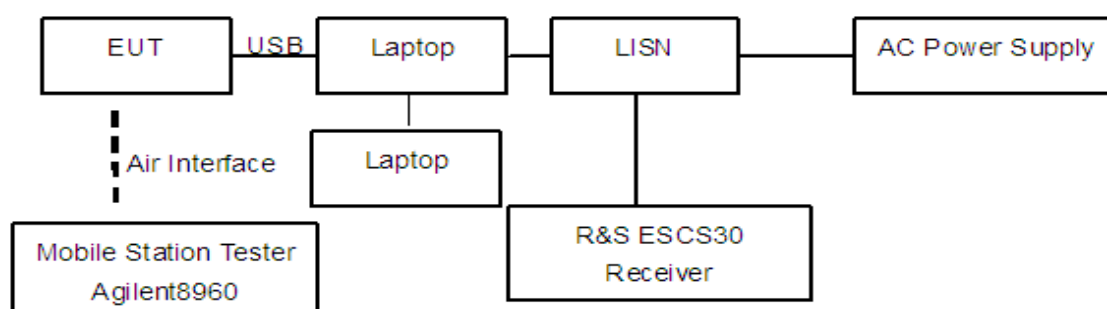 EUT
USB
Laptop
LISN
AC Power Supply
Air Interface
Laptop
Mobile Station Tester
Agilent8960
R&S ESCS30
Receiver